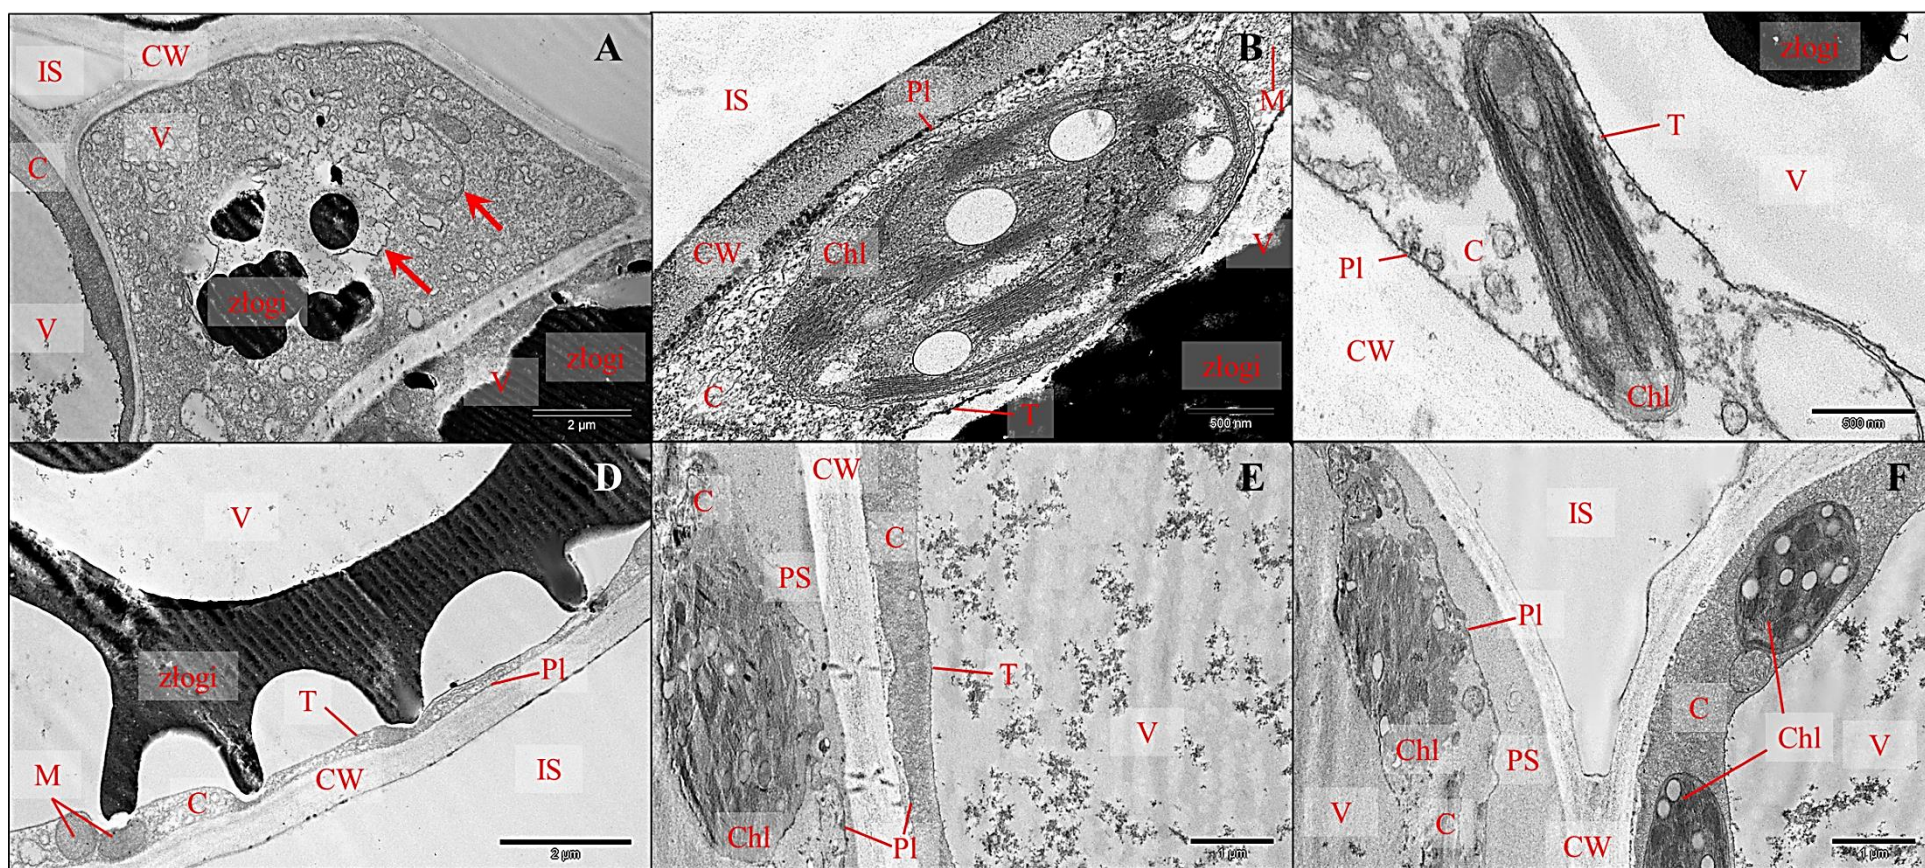 A
IS
CW
V
C
V
złogi
V
złogi
2 µm
B
IS
Pl
M
CW
Chl
V
C
T
złogi
500 nm
złogi
C
T
V
Pl
C
CW
Chl
500 nm
D
V
złogi
T
Pl
M
C
CW
IS
2 µm
E
C
CW
C
PS
T
V
Chl
Pl
1 µm
F
IS
Pl
PS
C
Chl
Chl
V
V
C
CW
1 µm